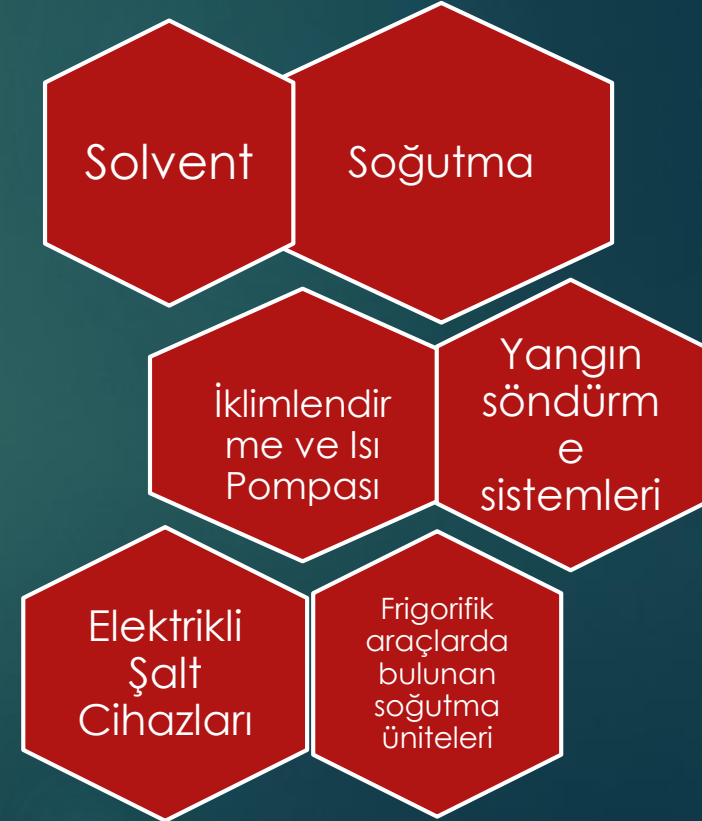 Solvent
Soğutma
İklimlendir
me ve Isı
Pompası
Yangın
söndürm
e
sistemleri
Elektrikli
Şalt
Cihazları
Frigorifik
araçlarda
bulunan
soğutma
üniteleri